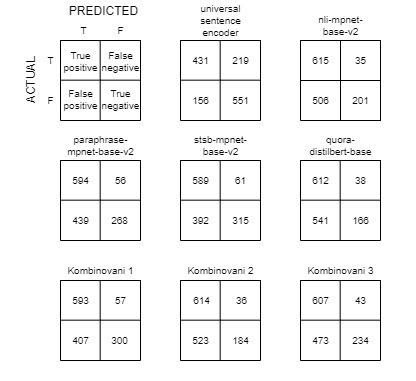 PREDICTED
T F
ACTUAL
T
F
True positive
False negative
False positive
True negative
universal
sentence
encoder
431 219
156 551
nli-mpnet-
base-v2
615 35
506 201
paraphrase-
mpnet-base-v2
594 56
439 268
stsb-mpnet-
base-v2
589 61
392 315
quora-
distilbert-base
612 38
541 166
Kombinovani 1
593 57
407 300
Kombinovani 2
614 36
523 184
Kombinovani 3
607 43
473 234